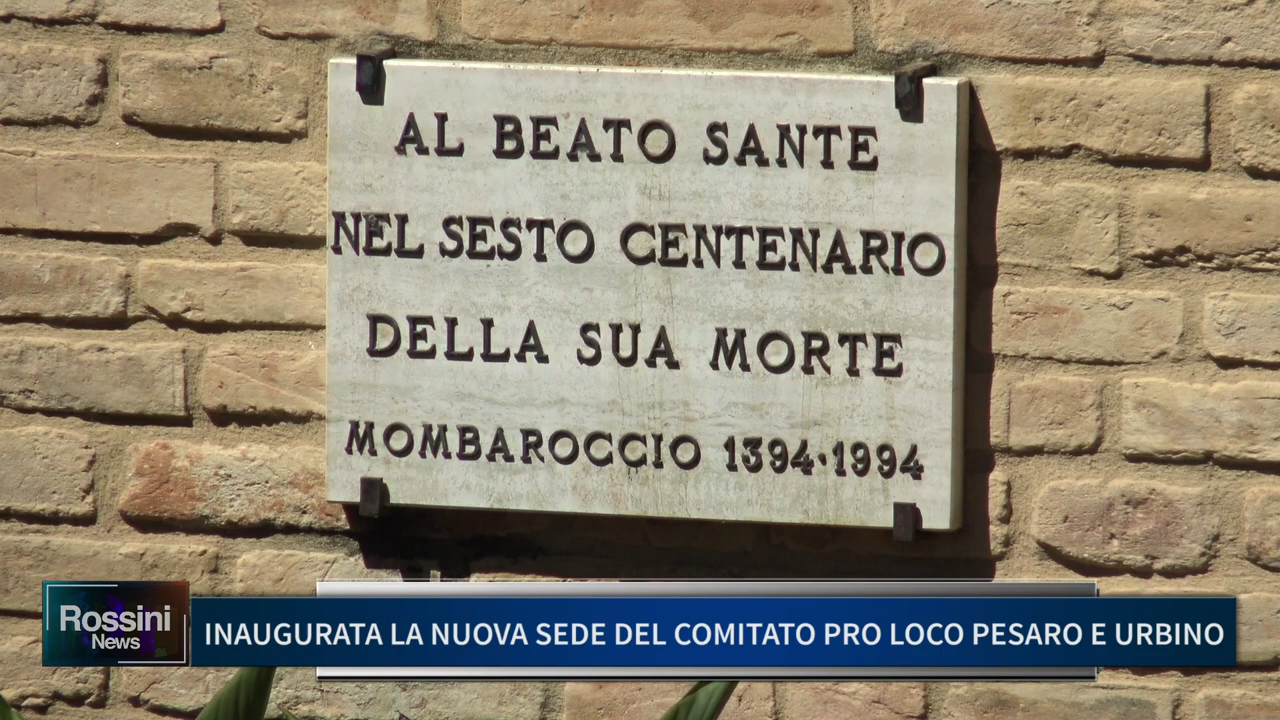 AL BEATO SANTE
NEL SESTO CENTENARIO
DELLA SUA MORTE
MOMBAROCCIO 1394·1994
Rossini
News
INAUGURATA LA NUOVA SEDE DEL COMITATO PRO LOCO PESARO E URBINO